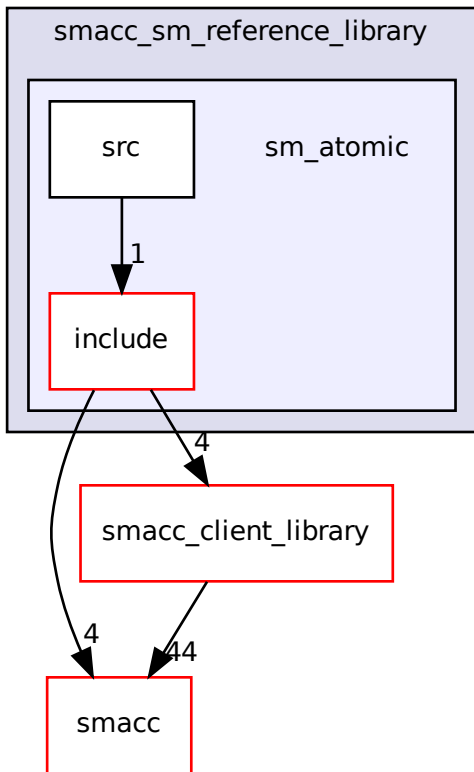 smacc_sm_reference_library
src
sm_atomic
1
include
4
smacc_client_library
4
44
smacc